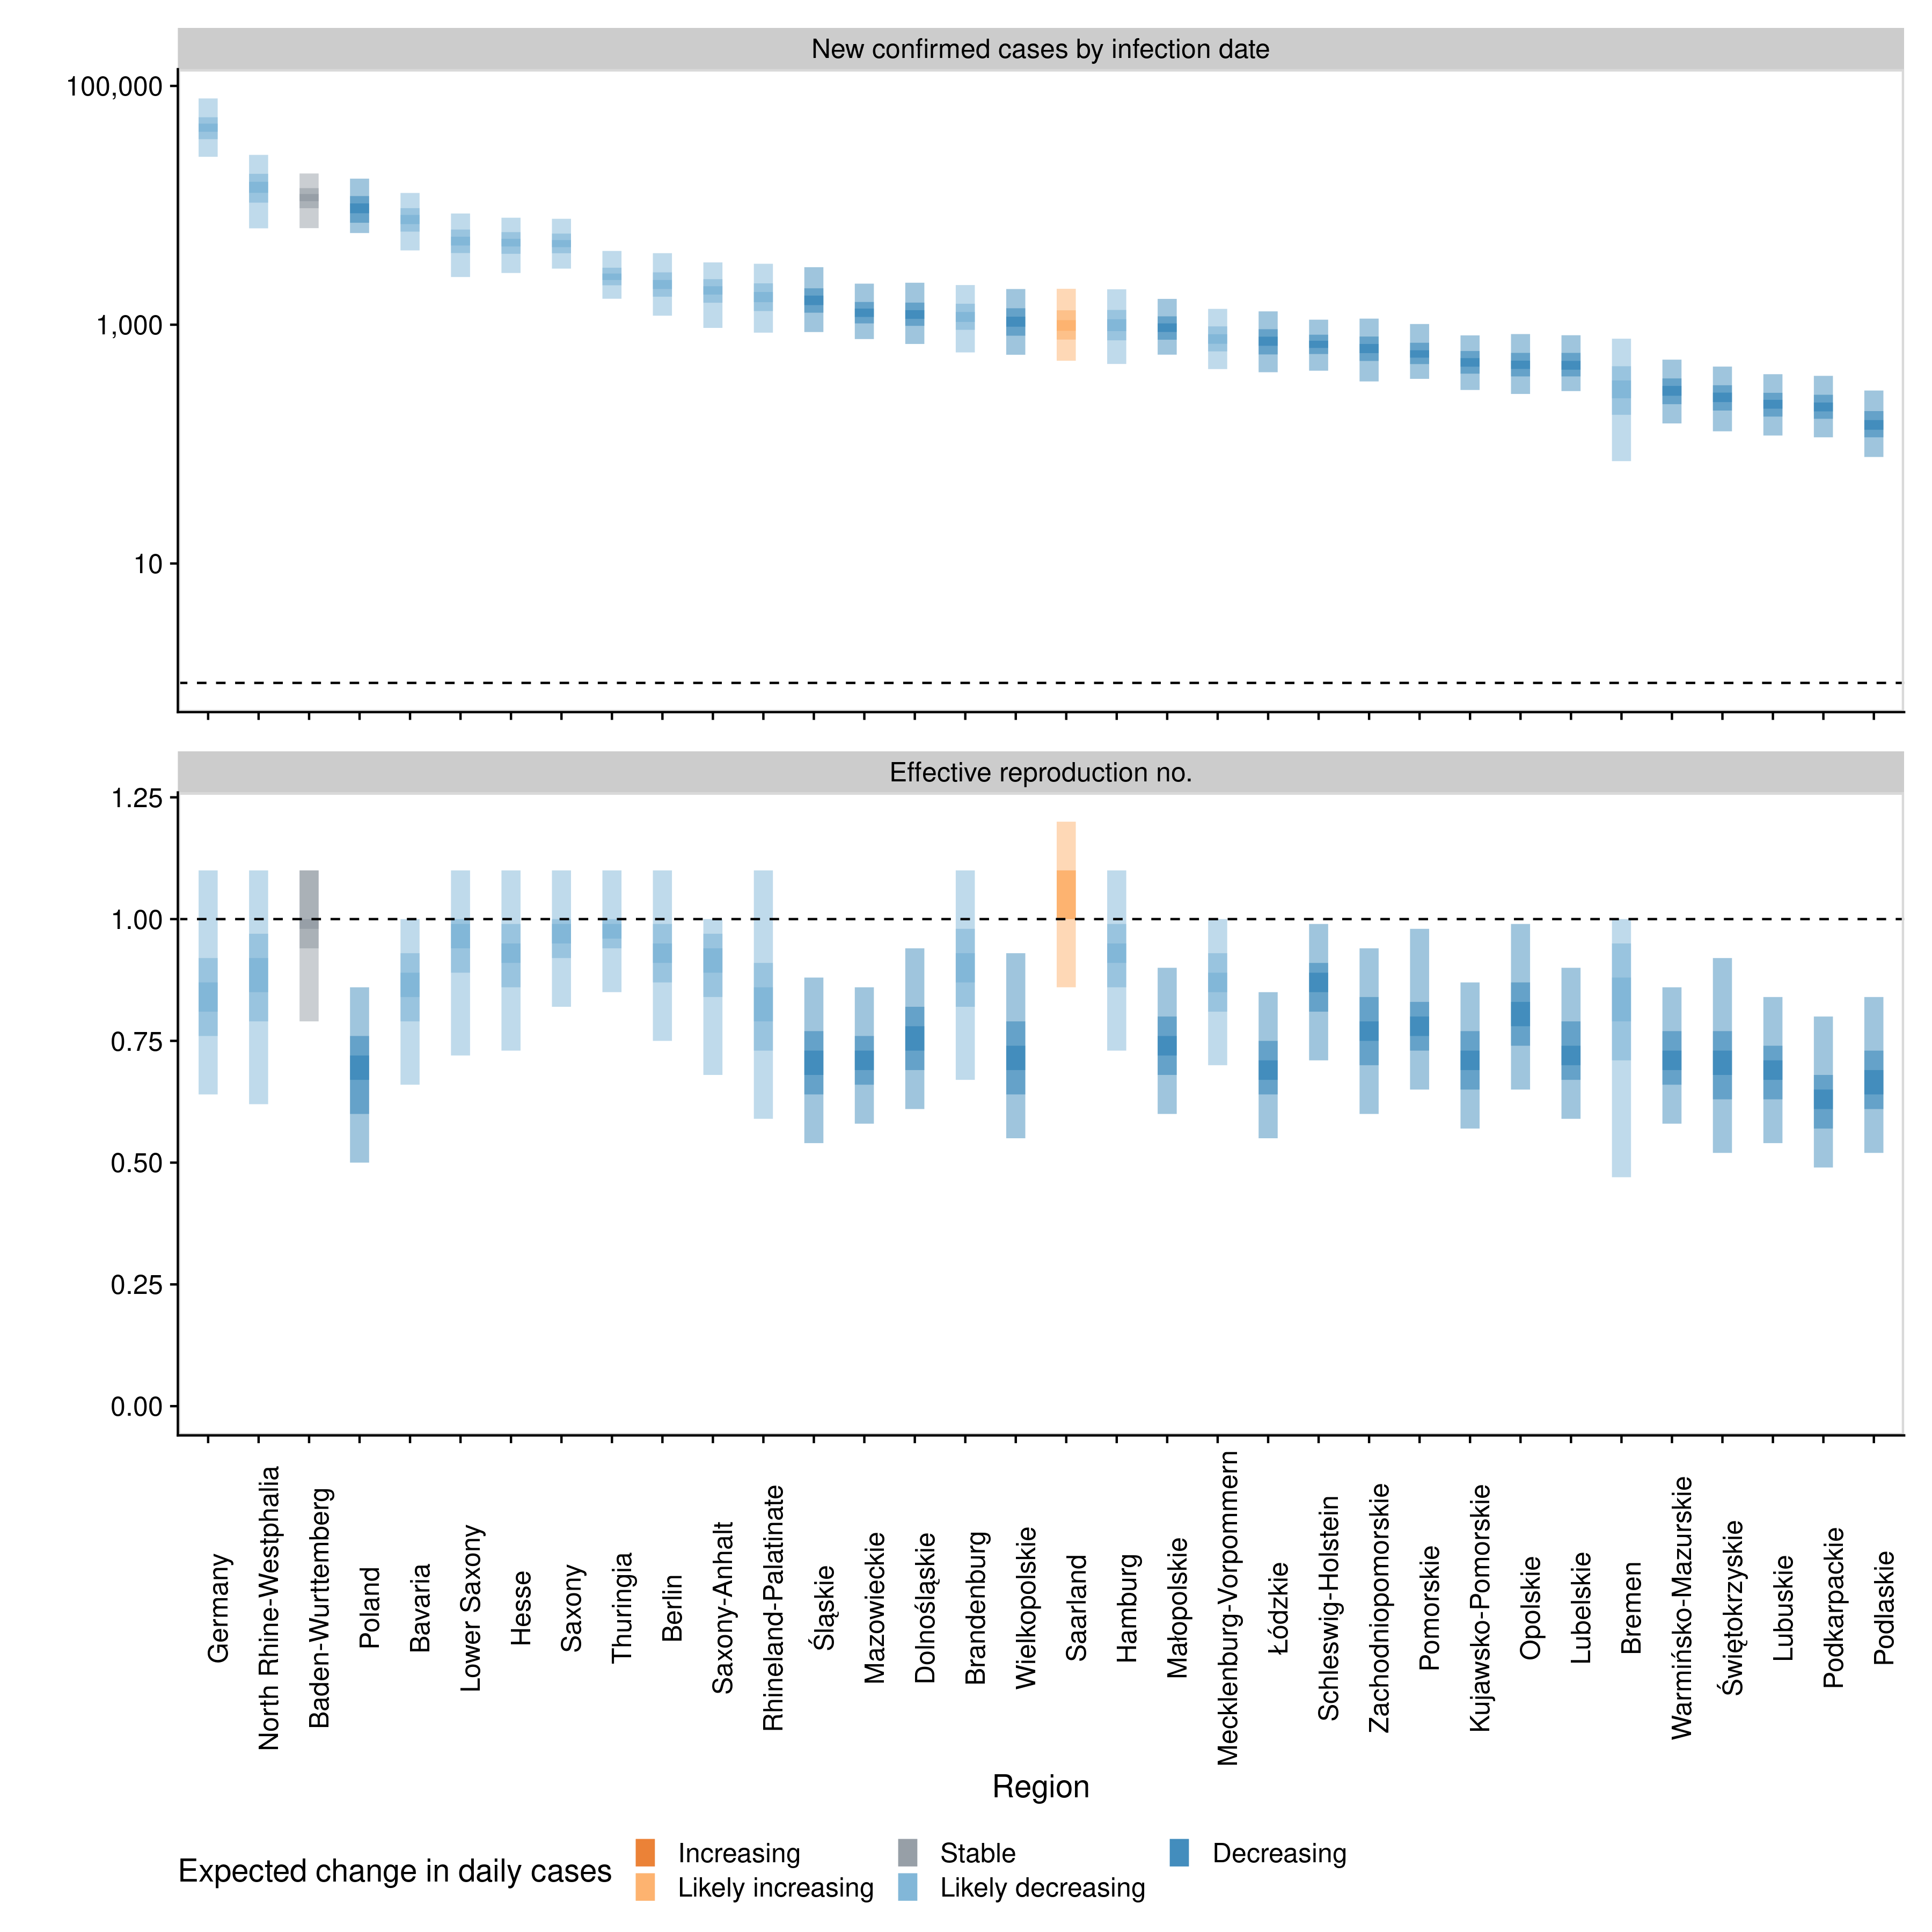 New confirmed cases by infection date
100,000
1,000
10
Effective reproduction no.
1.25
1.00
0.75
0.50
0.25
0.00
Germany
North Rhine-Westphalia
Baden-Wurttemberg
Poland
Bavaria
Lower Saxony
Hesse
Saxony
Thuringia
Berlin
Saxony-Anhalt
Rhineland-Palatinate
Śląskie
Mazowieckie
Dolnośląskie
Brandenburg
Wielkopolskie
Saarland
Hamburg
Małopolskie
Mecklenburg-Vorpommern
Łódzkie
Schleswig-Holstein
Zachodniopomorskie
Pomorskie
Kujawsko-Pomorskie
Opolskie
Lubelskie
Bremen
Warmińsko-Mazurskie
Świętokrzyskie
Lubuskie
Podkarpackie
Podlaskie
Region
Expected change in daily cases
Increasing
Likely increasing
Stable
Likely decreasing
Decreasing